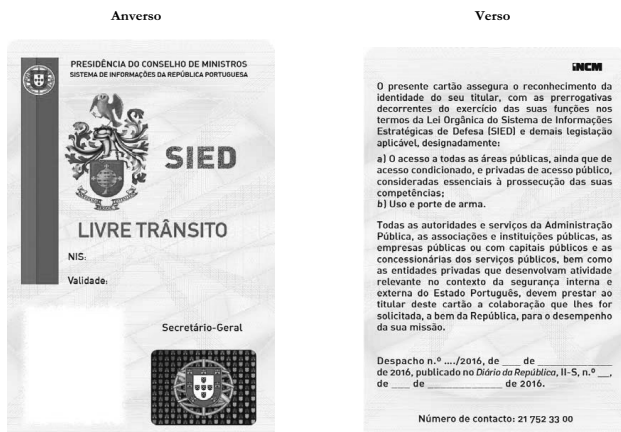 Anverso
PRESIDÊNCIA DO CONSELHO DE MINISTROS
SISTEMA DE INFORMAÇÕES DA REPÚBLICA PORTUGUESA
SIED
LIVRE TRÂNSITO
NIS:
Validade:
Secretário-Geral
Verso
INCM
O presente cartão assegura o reconhecimento da
identidade do seu titular, com as prerrogativas
decorrentes do exercício das suas funções nos
termos da Lei Orgânica do Sistema de Informações
Estratégicas de Defesa (SIED) e demais legislação
aplicável, designadamente:
a) O acesso a todas as áreas públicas, ainda que de
acesso condicionado, e privadas de acesso público,
consideradas essenciais à prossecução das suas
competências;
b) Uso e porte de arma.
Todas as autoridades e serviços da Administração
Pública, as associações e instituições públicas, as
empresas públicas ou com capitais públicos e as
concessionárias dos serviços públicos, bem como
as entidades privadas que desenvolvam atividade
relevante no contexto da segurança interna e
externa do Estado Português, devem prestar ao
titular deste cartão a colaboração que lhes for
solicitada, a bem da República, para o desempenho
da sua missão.
Despacho n.º ..../2016, de ____ de ______________
de 2016, publicado no Diário da República, II-S, n.º __,
de ____ de ______________ de 2016.
Número de contacto: 21 752 33 00